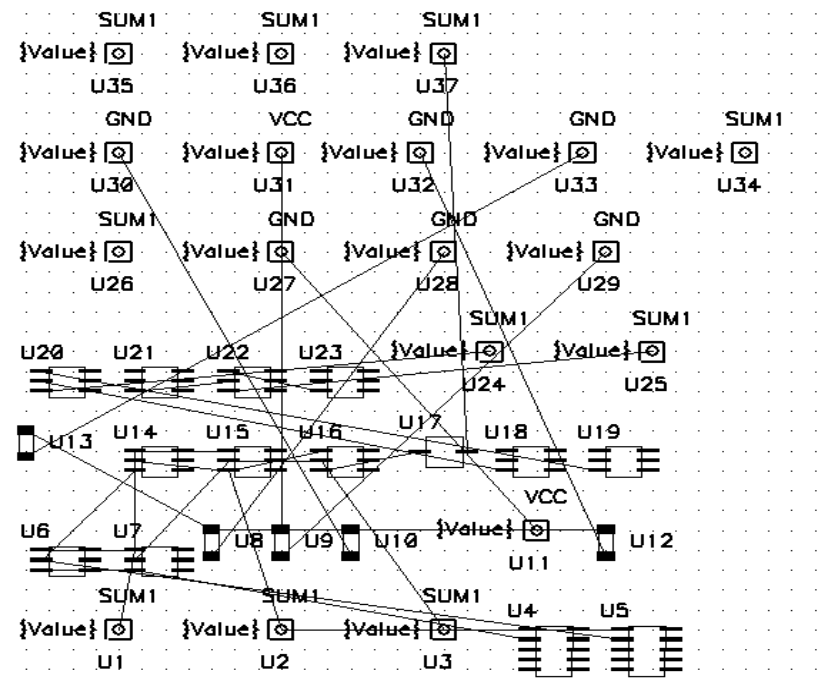 SUM1 SUM1 SUM1
}Value} }Value} }Value}
U35 U36 U37
GND VCC GND GND SUM1
}Value} }Value} }Value} }Value} }Value}
U30 U31 U32 U33 U34
SUM1 GND GND GND
}Value} }Value} }Value} }Value}
U26 U27 U28 U29
SUM1 SUM1
U20 U21 U22 U23 }Value} }Value}
U24 U25
U17
U13 U14 U15 U16 U18 U19
VCC
U6 U7 U8 U9 U10 }Value} U12
U11
SUM1 SUM1 SUM1
U4 U5
}Value} }Value} }Value}
U1 U2 U3